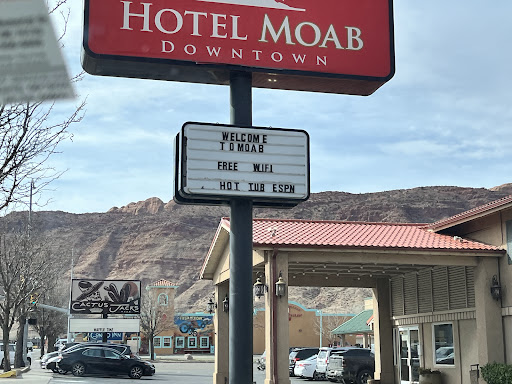 HOTEL MOAB
DOWNTOWN
WELCOME
TO MOAB
FREE WIFI
HOT TUB ESPN
CACTUS JACK'S